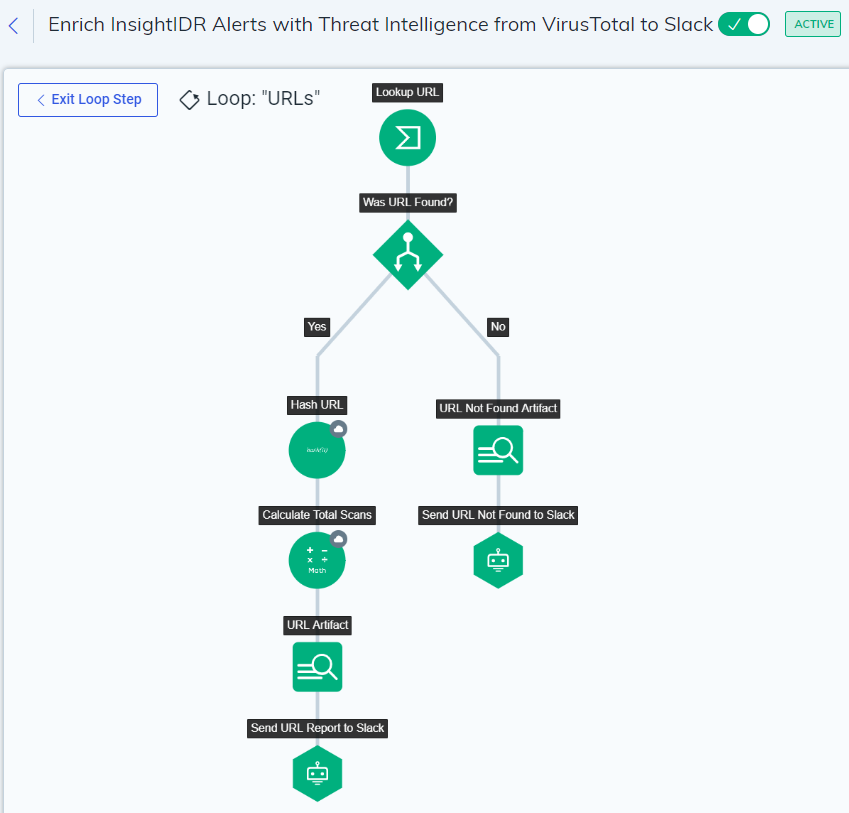 Enrich InsightIDR Alerts with Threat Intelligence from VirusTotal to Slack
ACTIVE
Exit Loop Step
Loop: "URLs"
Lookup URL
Was URL Found?
Yes
No
Hash URL
URL Not Found Artifact
Calculate Total Scans
Send URL Not Found to Slack
+ −
× ÷
Math
URL Artifact
Send URL Report to Slack